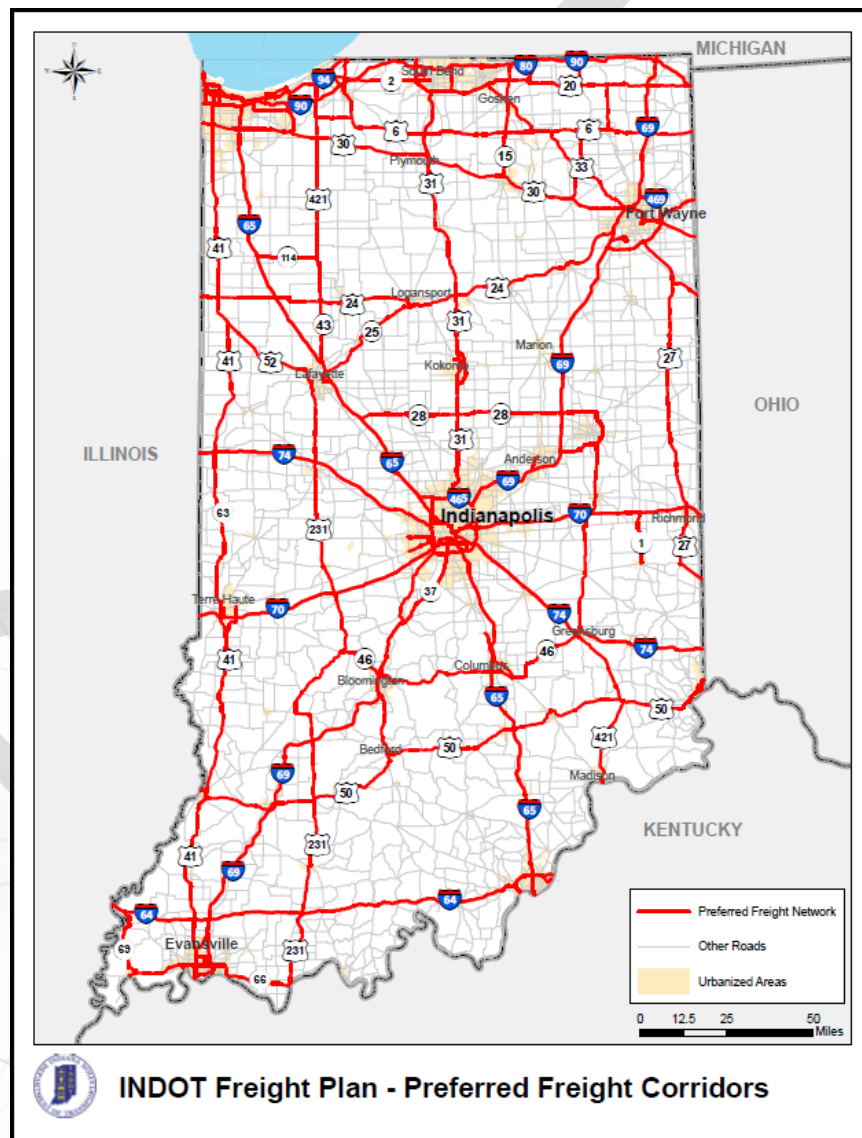 MICHIGAN
94
80
90
South Bend
2
20
90
Goshen
30
6
6
69
Plymouth
15
33
31
30
421
469
Fort Wayne
65
41
114
24
Logansport
24
43
25
31
Marion
41
52
Lafayette
Kokomo
69
27
OHIO
28
28
31
ILLINOIS
74
65
Anderson
69
465
63
Indianapolis
70
Richmond
231
1
27
37
Terre Haute
70
74
Greensburg
41
46
Columbus
46
74
Bloomington
65
50
Bedford
50
421
69
Madison
50
65
KENTUCKY
41
69
231
64
64
Evansville
69
231
66
Preferred Freight Network
Other Roads
Urbanized Areas
0 12.5 25 50
Miles
INDOT Freight Plan - Preferred Freight Corridors